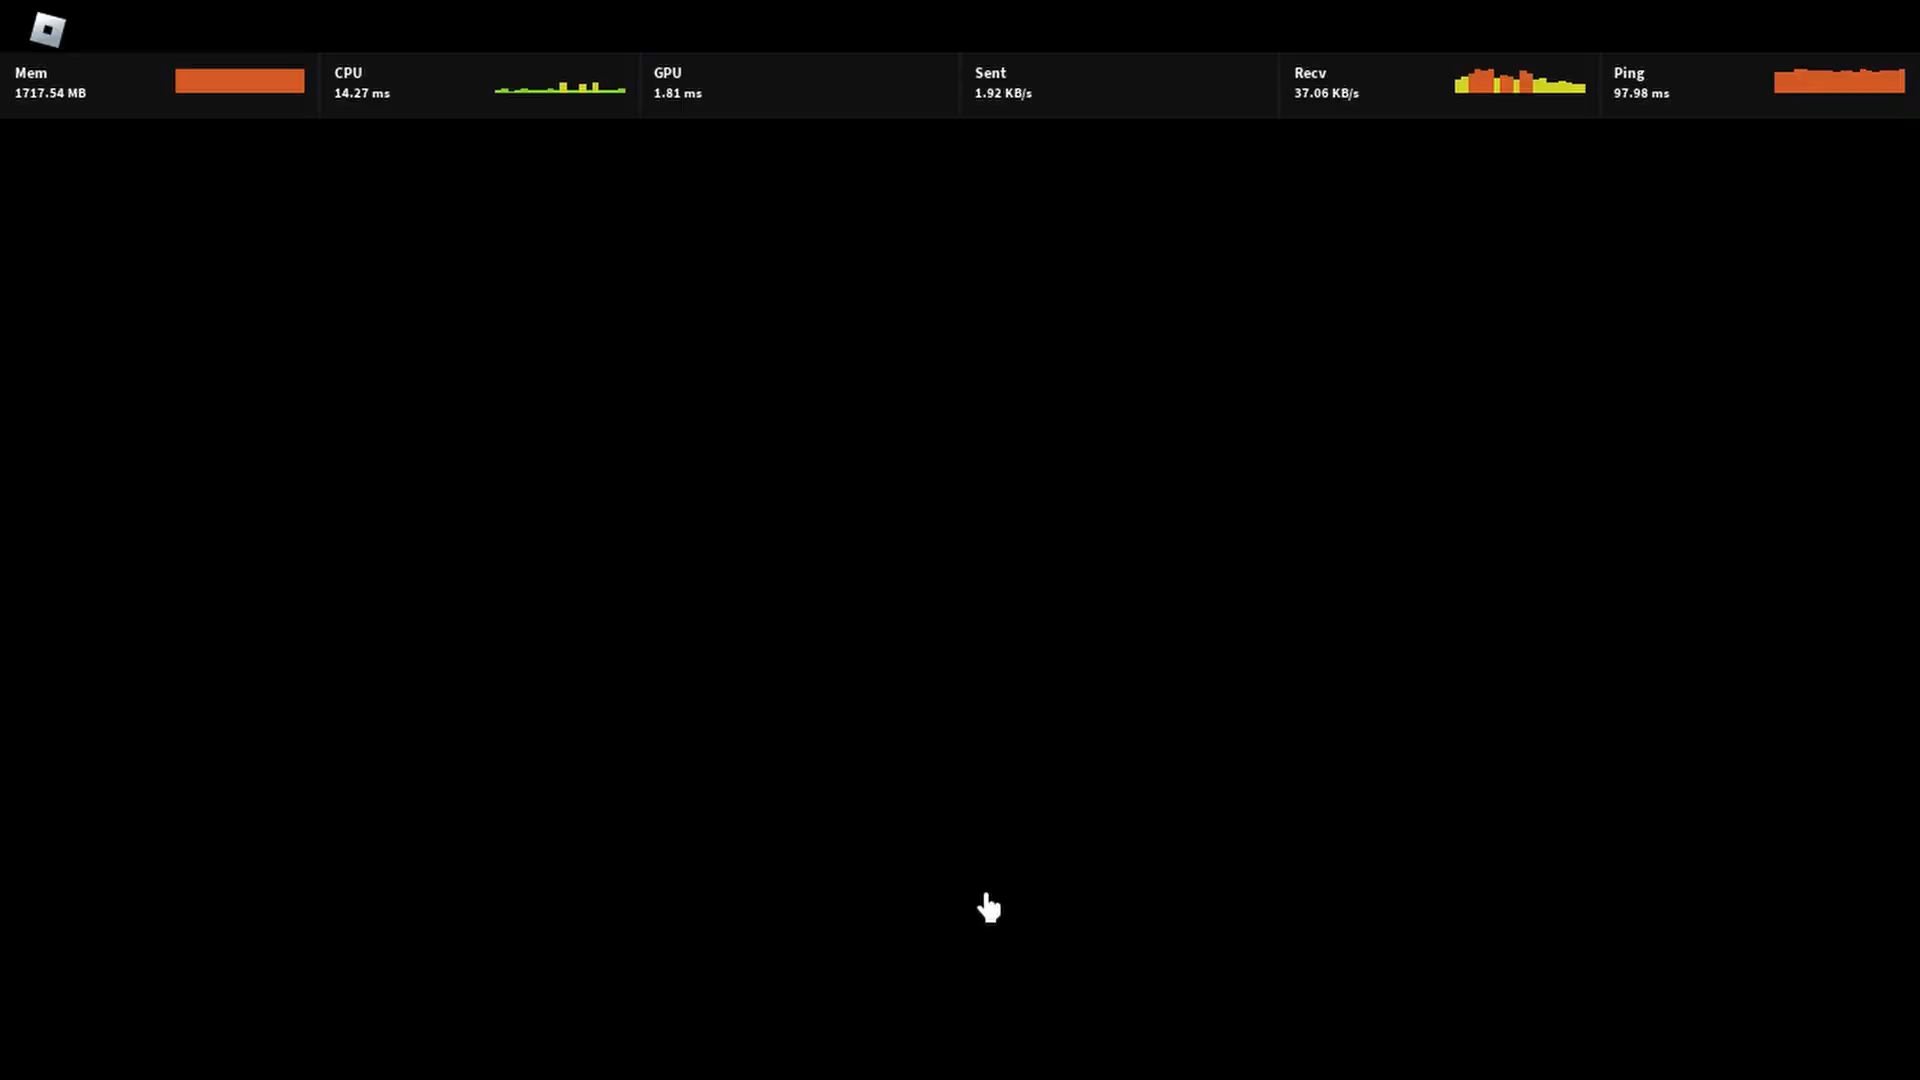 Mem
1717.54 MB
CPU
14.27 ms
GPU
1.81 ms
Sent
1.92 KB/s
Recv
37.06 KB/s
Ping
97.98 ms